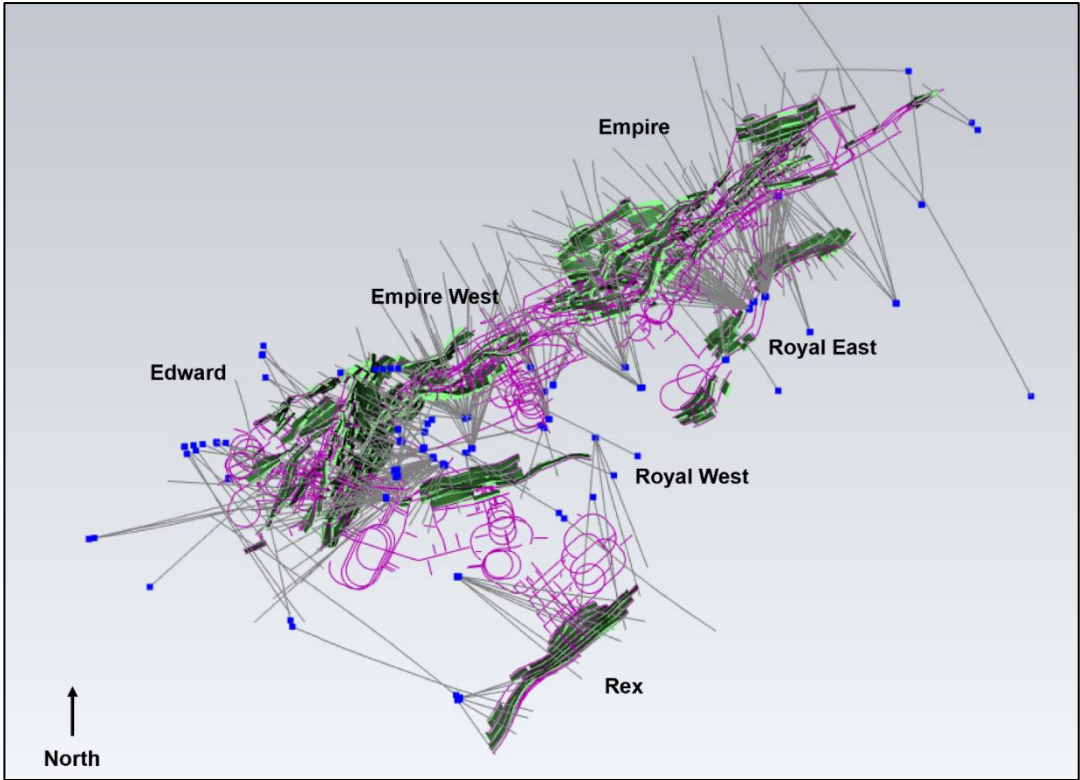 Empire
Empire West
Edward
Royal East
Royal West
Rex
North